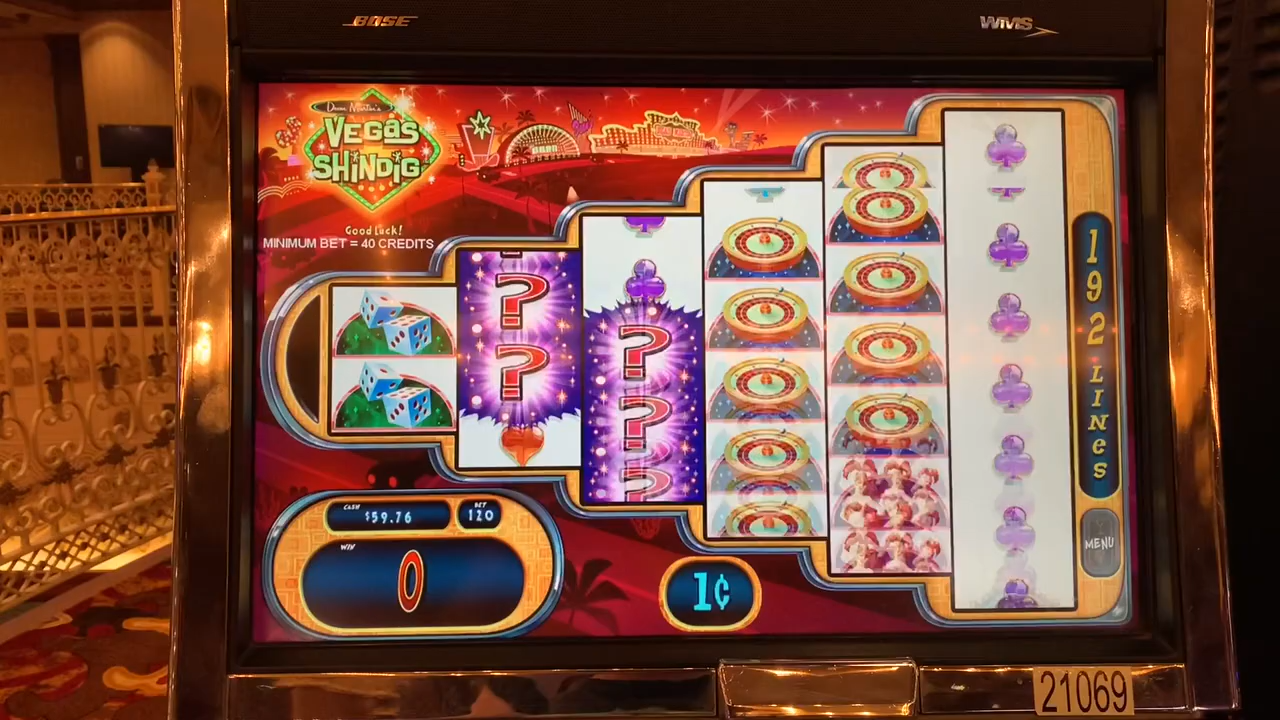 BOSE
WMS
Dean Martin's
VEGAS
SHINDIG
Good Luck!
MINIMUM BET = 40 CREDITS
?
?
?
?
?
192 Lines
MENU
CASH
$59.76
BET
120
WIN
0
1¢
21069